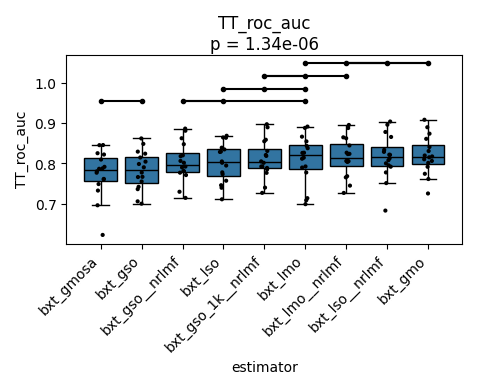 TT_roc_auc
p = 1.34e-06
1.0
0.9
0.8
0.7
TT_roc_auc
bxt_gmosa
bxt_gso
bxt_gso__nrlmf
bxt_lso
bxt_gso_1k__nrlmf
bxt_lmo
bxt_lmo__nrlmf
bxt_lso__nrlmf
bxt_gmo
estimator